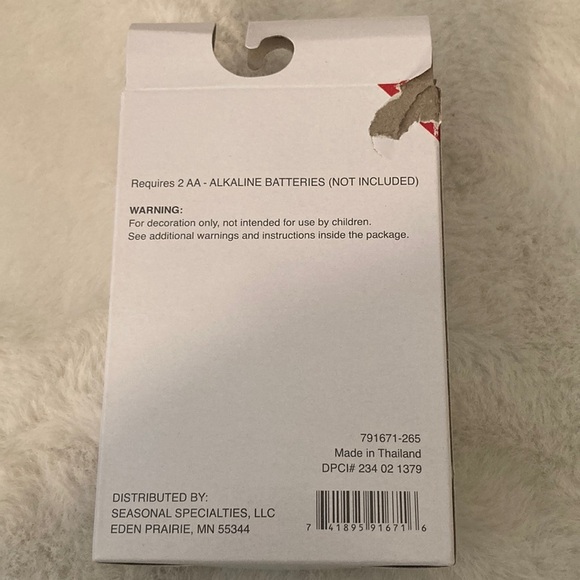 Requires 2 AA - ALKALINE BATTERIES (NOT INCLUDED)
WARNING:
For decoration only, not intended for use by children.
See additional warnings and instructions inside the package.
791671-265
Made in Thailand
DPCI# 234 02 1379
DISTRIBUTED BY:
SEASONAL SPECIALTIES, LLC
EDEN PRAIRIE, MN 55344
7 41895 91671 6